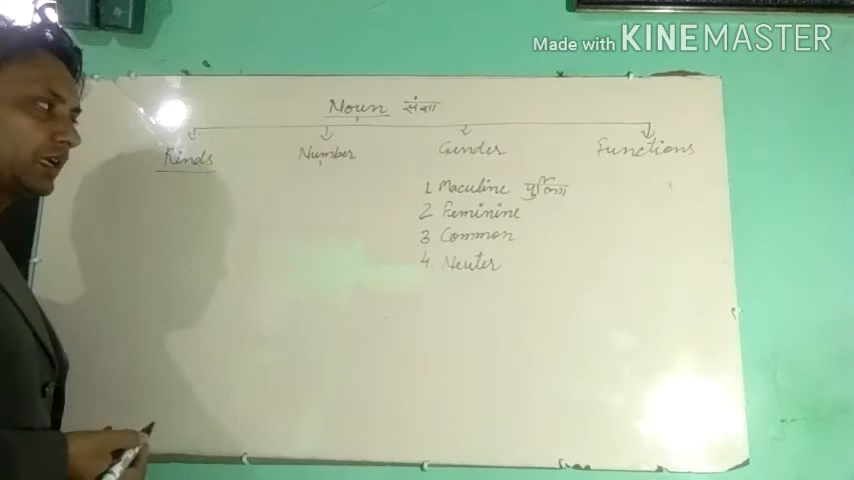 Made with KINEMASTER
Noun संज्ञा
Kinds Number Gender Functions
1 Maculine पुर्लिंग
2 Feminine
3 Common
4 Neuter